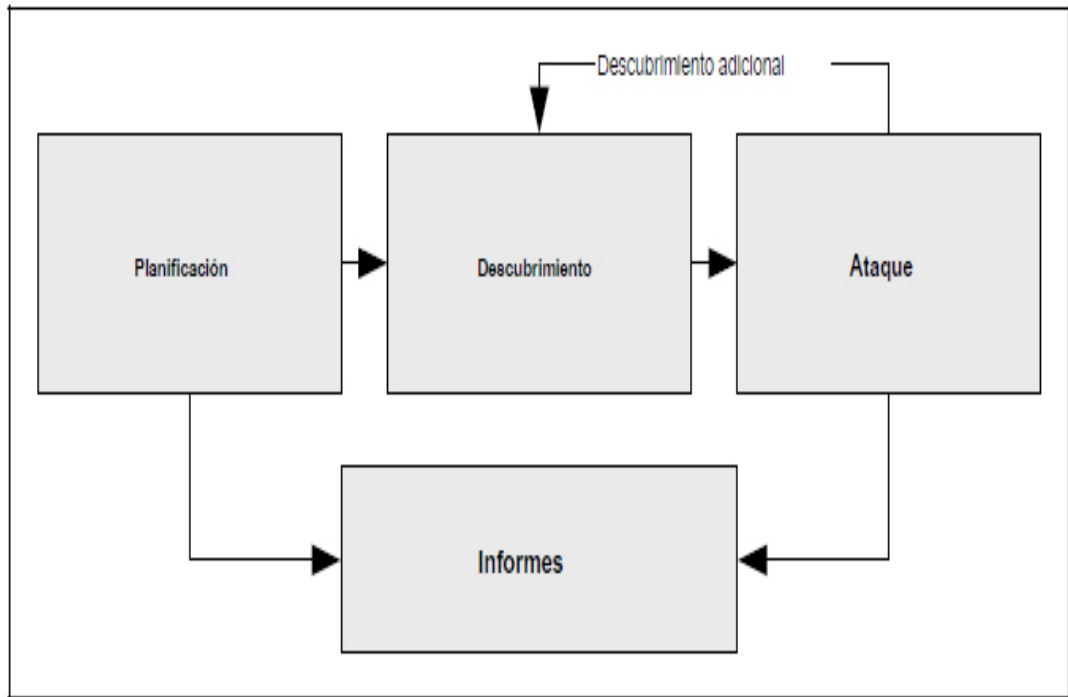 Descubrimiento adicional
Planificación
Descubrimiento
Ataque
Informes